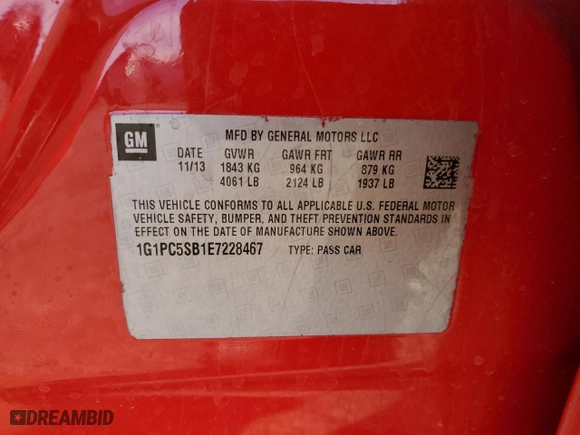 GM
MFD BY GENERAL MOTORS LLC
DATE GVWR GAWR FRT GAWR RR
11/13 1843 KG 964 KG 879 KG
4061 LB 2124 LB 1937 LB
THIS VEHICLE CONFORMS TO ALL APPLICABLE U.S. FEDERAL MOTOR
VEHICLE SAFETY, BUMPER, AND THEFT PREVENTION STANDARDS IN
EFFECT ON THE DATE OF MANUFACTURE SHOWN ABOVE.
1G1PC5SB1E7228467 TYPE: PASS CAR
DREAMBID